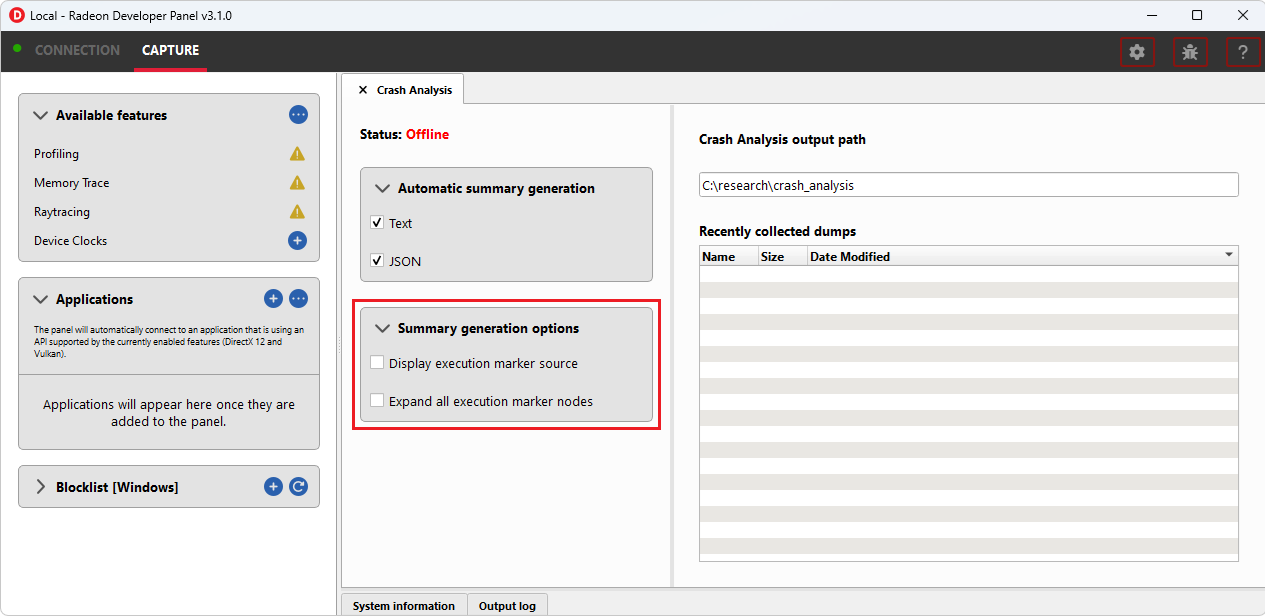 Local - Radeon Developer Panel v3.1.0
CONNECTION CAPTURE
?
Available features
Profiling
Memory Trace
Raytracing
Device Clocks
Applications
The panel will automatically connect to an application that is using an
API supported by the currently enabled features (DirectX 12 and
Vulkan).
Applications will appear here once they are
added to the panel.
Blocklist [Windows]
Crash Analysis
Status: Offline
Automatic summary generation
Text
JSON
Summary generation options
Display execution marker source
Expand all execution marker nodes
Crash Analysis output path
C:\research\crash_analysis
Recently collected dumps
Name Size Date Modified
System information Output log